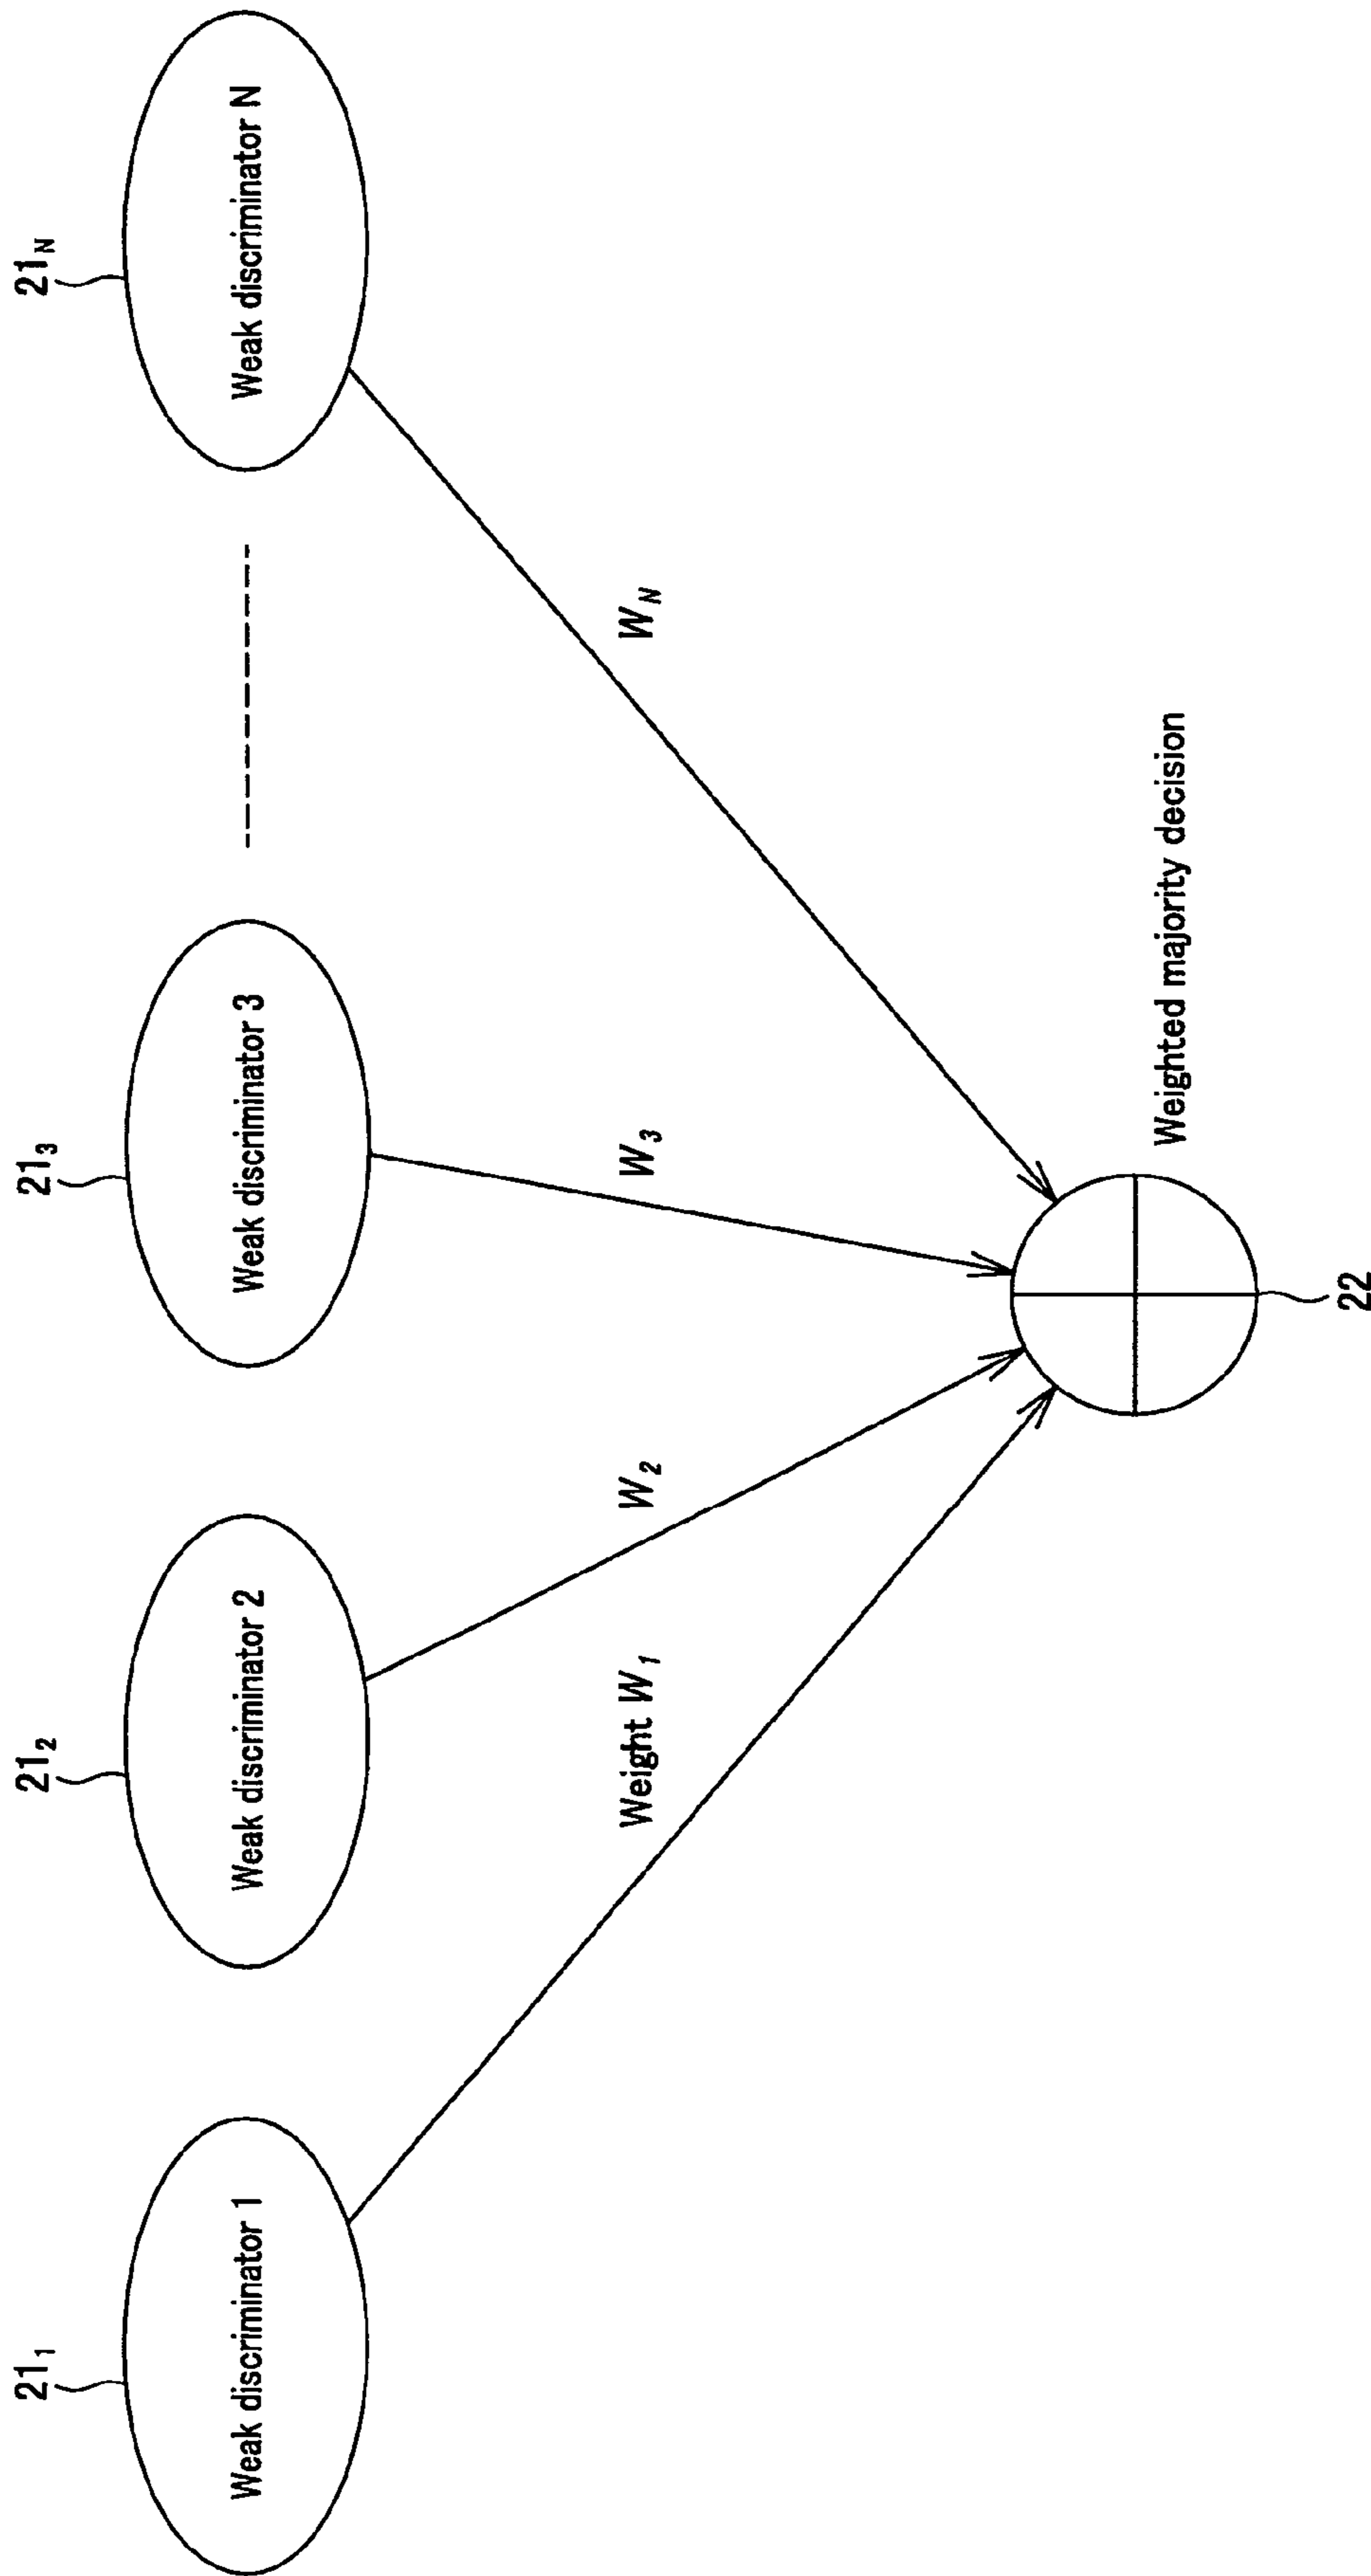 21₁
21₂
21₃
21N
Weak discriminator 1
Weak discriminator 2
Weak discriminator 3
Weak discriminator N
Weight W₁
W₂
W₃
WN
Weighted majority decision
22